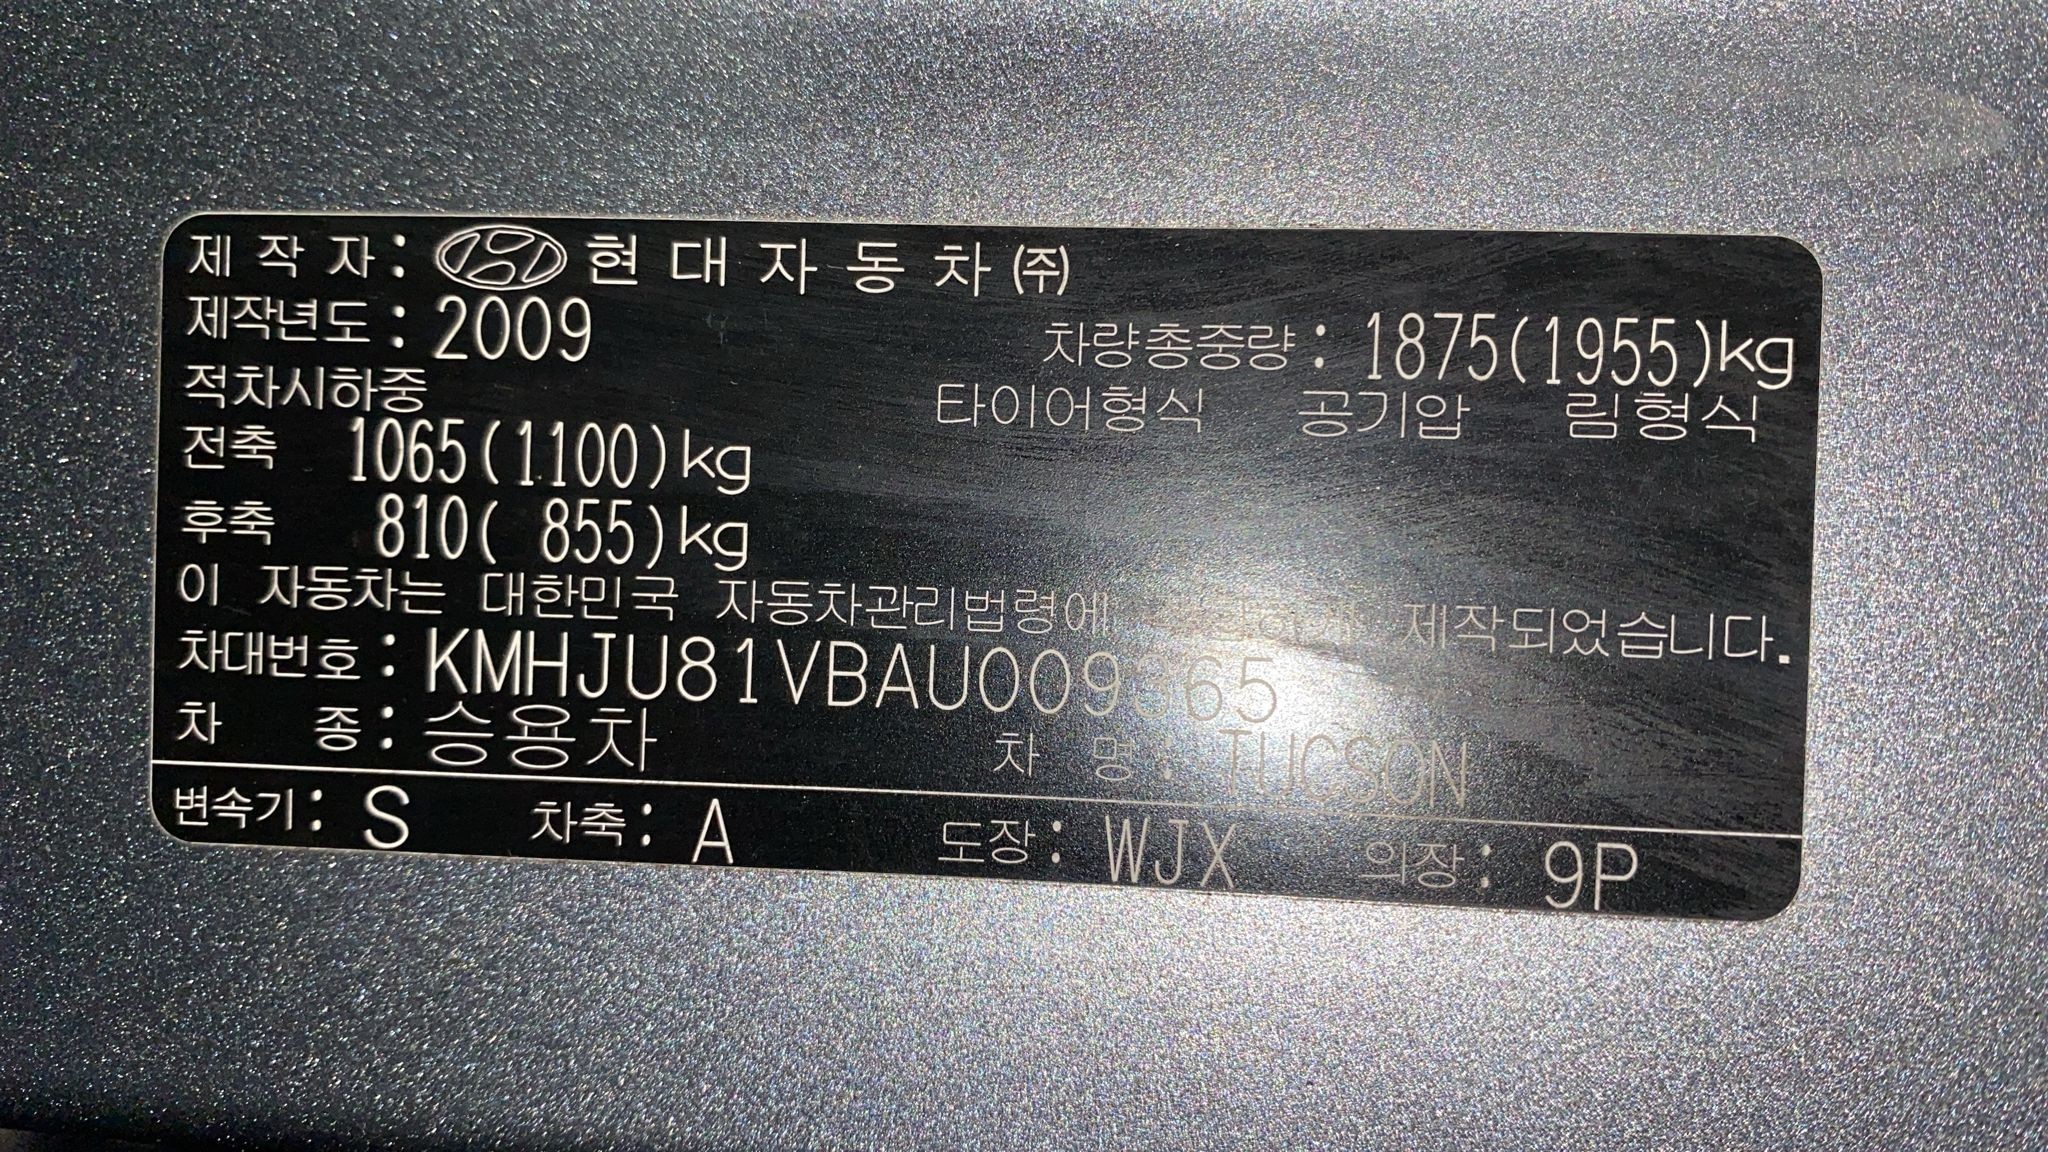 제 작 자 : 현대자동차㈜
제작년도 : 2009
차량총중량 : 1875(1955)kg
적차시하중
타이어형식 공기압 림형식
전축 1065(1100)kg
후축 810( 855)kg
이 자동차는 대한민국 자동차관리법령에 제작되었습니다.
차대번호 : KMHJU81VBAU009365
차 종 : 승용차
차 명 : TUCSON
변속기 : S 차축 : A 도장 : WJX 의장 : 9P